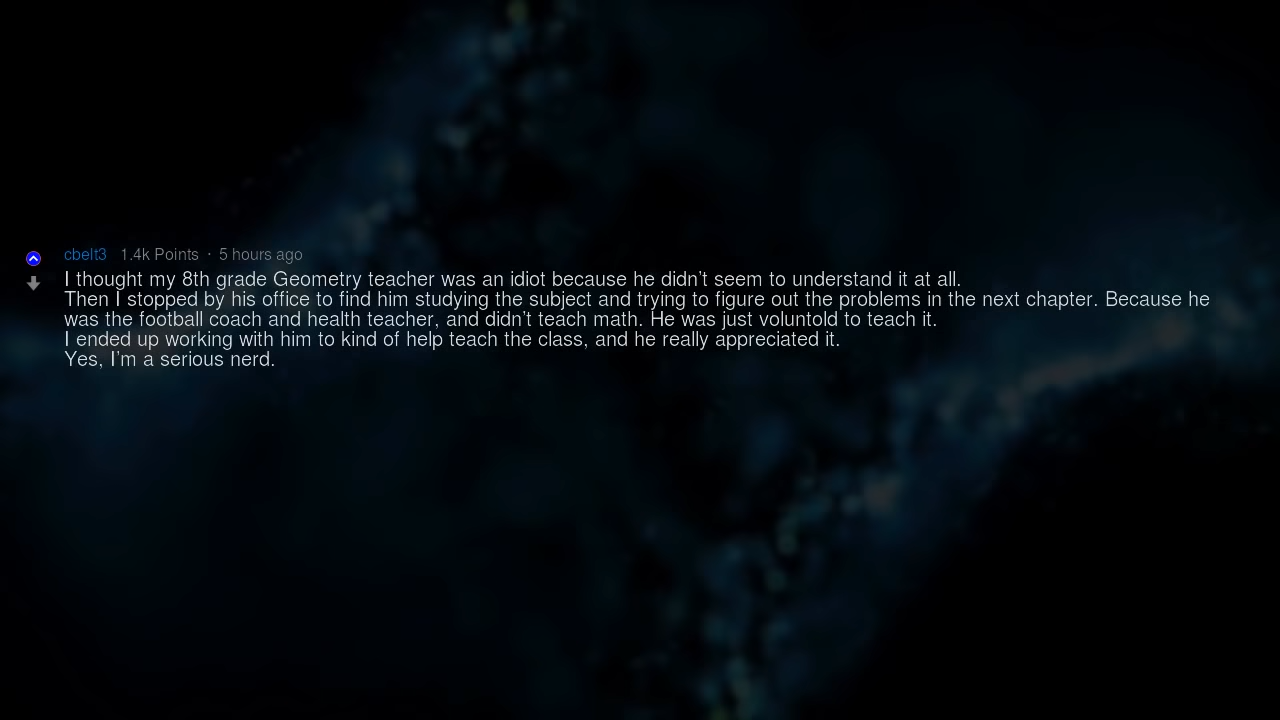 cbelt3 1.4k Points · 5 hours ago
I thought my 8th grade Geometry teacher was an idiot because he didn't seem to understand it at all.
Then I stopped by his office to find him studying the subject and trying to figure out the problems in the next chapter. Because he
was the football coach and health teacher, and didn't teach math. He was just voluntold to teach it.
I ended up working with him to kind of help teach the class, and he really appreciated it.
Yes, I'm a serious nerd.